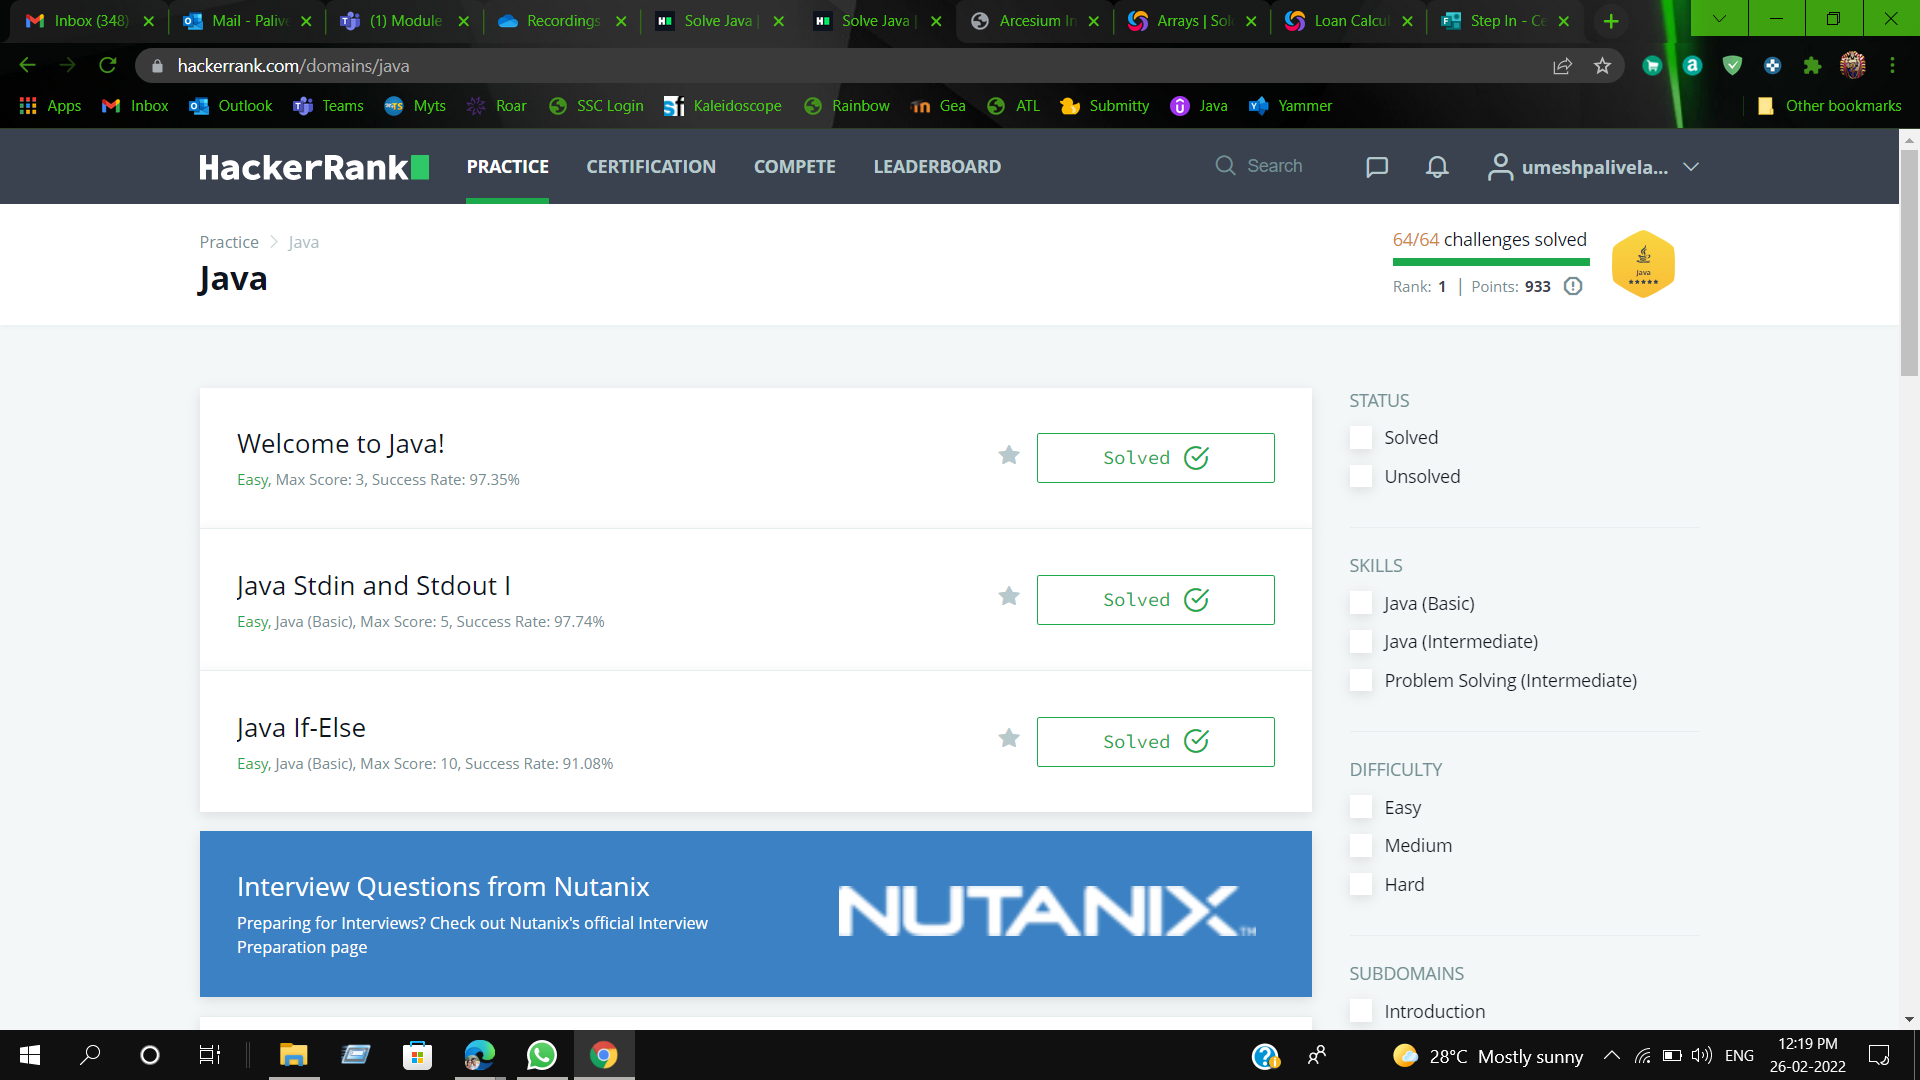 Inbox (348)
Mail - Palive
(1) Module
Recordings
Solve Java |
Solve Java |
Arcesium In
Arrays | Solo
Loan Calcul
Step In - Ce
hackerrank.com/domains/java
Apps
Inbox
Outlook
Teams
Myts
Roar
SSC Login
Kaleidoscope
Rainbow
Gea
ATL
Submitty
Java
Yammer
Other bookmarks
HackerRank
PRACTICE
CERTIFICATION
COMPETE
LEADERBOARD
Search
umeshpalivela...
Practice
Java
Java
64/64 challenges solved
Rank: 1 | Points: 933
Java
Welcome to Java!
Easy, Max Score: 3, Success Rate: 97.35%
Solved
Java Stdin and Stdout I
Easy, Java (Basic), Max Score: 5, Success Rate: 97.74%
Solved
Java If-Else
Easy, Java (Basic), Max Score: 10, Success Rate: 91.08%
Solved
Interview Questions from Nutanix
Preparing for Interviews? Check out Nutanix's official Interview
Preparation page
NUTANIX™
STATUS
Solved
Unsolved
SKILLS
Java (Basic)
Java (Intermediate)
Problem Solving (Intermediate)
DIFFICULTY
Easy
Medium
Hard
SUBDOMAINS
Introduction
28°C Mostly sunny
ENG
12:19 PM
26-02-2022